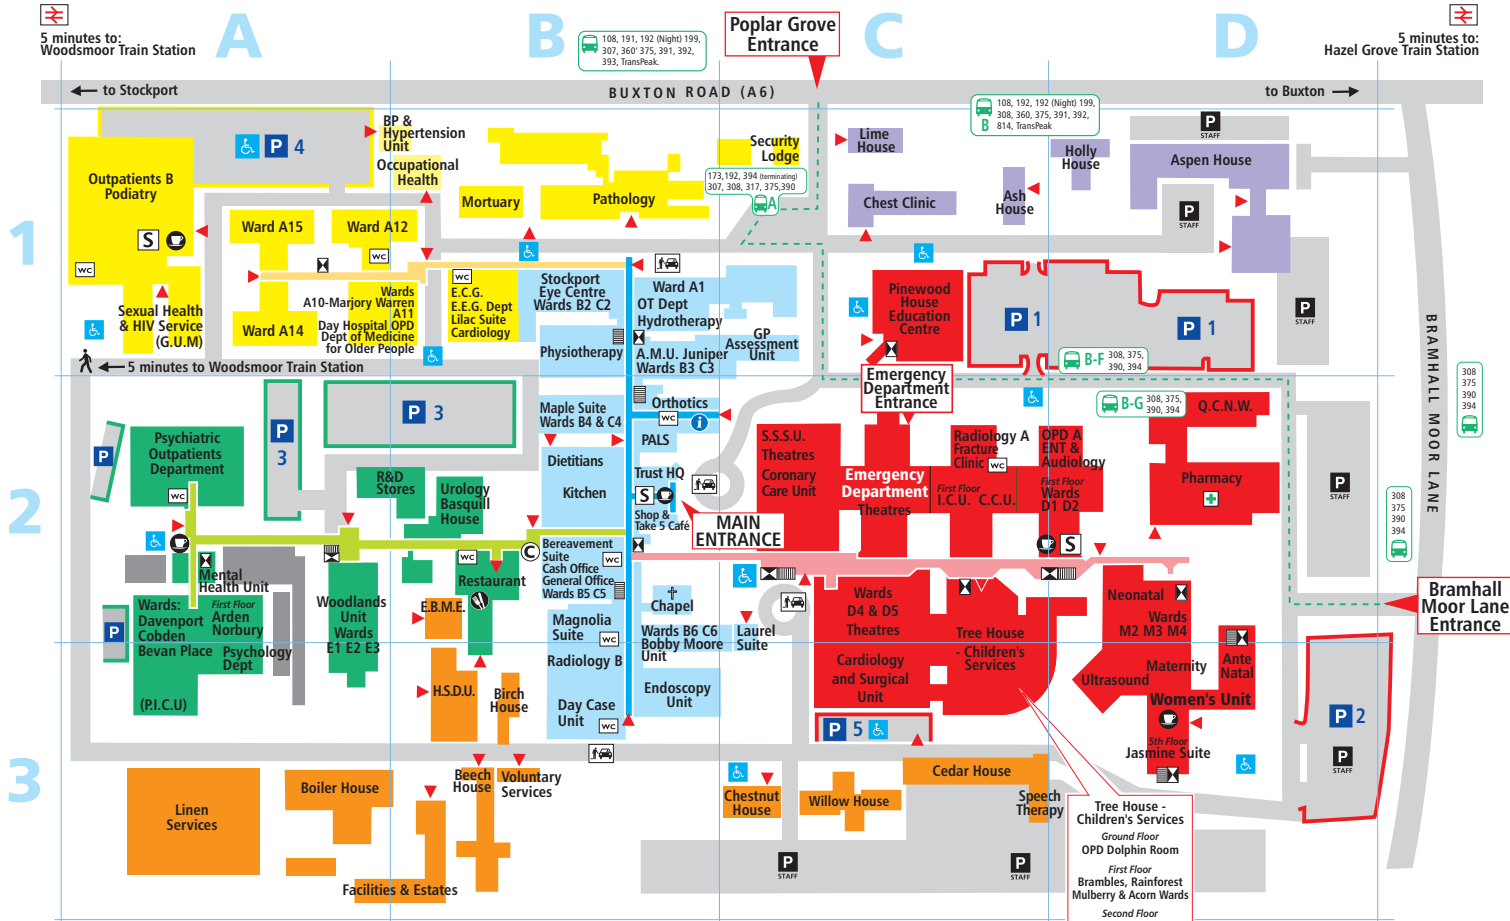 5 minutes to:
Woodsmoor Train Station
A
B
C
D
5 minutes to:
Hazel Grove Train Station
108, 191, 192 (Night) 199,
307, 360' 375, 391, 392,
393, TransPeak.
Poplar Grove
Entrance
to Stockport
BUXTON ROAD (A6)
to Buxton
108, 192, 192 (Night) 199,
308, 360, 375, 391, 392,
B 814, TransPeak
P 4
BP &
Hypertension
Unit
Occupational
Health
Security
Lodge
Lime
House
Holly
House
P
STAFF
Aspen House
Outpatients B
Podiatry
Mortuary
Pathology
173,192, 394 (terminating)
307, 308, 317, 375,390
A
Chest Clinic
Ash
House
P
STAFF
1
S
WC
Ward A15
Ward A12
WC
Sexual Health
& HIV Service
(G.U.M)
Ward A14
Wards
A10-Marjory Warren
A11
Day Hospital OPD
Dept of Medicine
for Older People
WC
E.C.G.
E.E.G. Dept
Lilac Suite
Cardiology
Stockport
Eye Centre
Wards B2 C2
Physiotherapy
Ward A1
OT Dept
Hydrotherapy
GP
Assessment
Unit
A.M.U. Juniper
Wards B3 C3
Pinewood
House
Education
Centre
P 1
P 1
P
STAFF
B-F 308, 375,
390, 394
B-G 308, 375,
390, 394
BRAMHALL MOOR LANE
308
375
390
394
5 minutes to Woodsmoor Train Station
Emergency
Department
Entrance
P
P
3
P 3
Psychiatric
Outpatients
Department
WC
R&D
Stores
Urology
Basquill
House
Maple Suite
Wards B4 & C4
Orthotics
WC
i
PALS
Dietitians
Kitchen
Trust HQ
S
Shop &
Take 5 Café
MAIN
ENTRANCE
S.S.S.U.
Theatres
Coronary
Care Unit
Emergency
Department
Theatres
Radiology A
Fracture
Clinic
WC
First Floor
I.C.U. C.C.U.
OPD A
ENT &
Audiology
First Floor
Wards
D1 D2
S
Q.C.N.W.
Pharmacy
P
STAFF
308
375
390
394
2
Mental
Health Unit
Wards:
Davenport
Cobden
Bevan Place
First Floor
Arden
Norbury
Psychology
Dept
(P.I.C.U)
P
Woodlands
Unit
Wards
E1 E2 E3
WC
Restaurant
C
E.B.M.E.
Bereavement
Suite
Cash Office
General Office
Wards B5 C5
WC
Chapel
Magnolia
Suite
WC
Wards B6 C6
Bobby Moore
Unit
Laurel
Suite
Radiology B
Endoscopy
Unit
Day Case
Unit
WC
Wards
D4 & D5
Theatres
Cardiology
and Surgical
Unit
Tree House
- Children's
Services
Neonatal
Wards
M2 M3 M4
Maternity
Ultrasound
Ante
Natal
Women's Unit
5th Floor
Jasmine Suite
Bramhall
Moor Lane
Entrance
P 2
P
STAFF
P 5
H.S.D.U.
Birch
House
3
Linen
Services
Boiler House
Beech
House
Voluntary
Services
Facilities & Estates
Chestnut
House
Willow House
Cedar House
Speech
Therapy
P
STAFF
P
STAFF
Tree House -
Children's Services
Ground Floor
OPD Dolphin Room
First Floor
Brambles, Rainforest
Mulberry & Acorn Wards
Second Floor